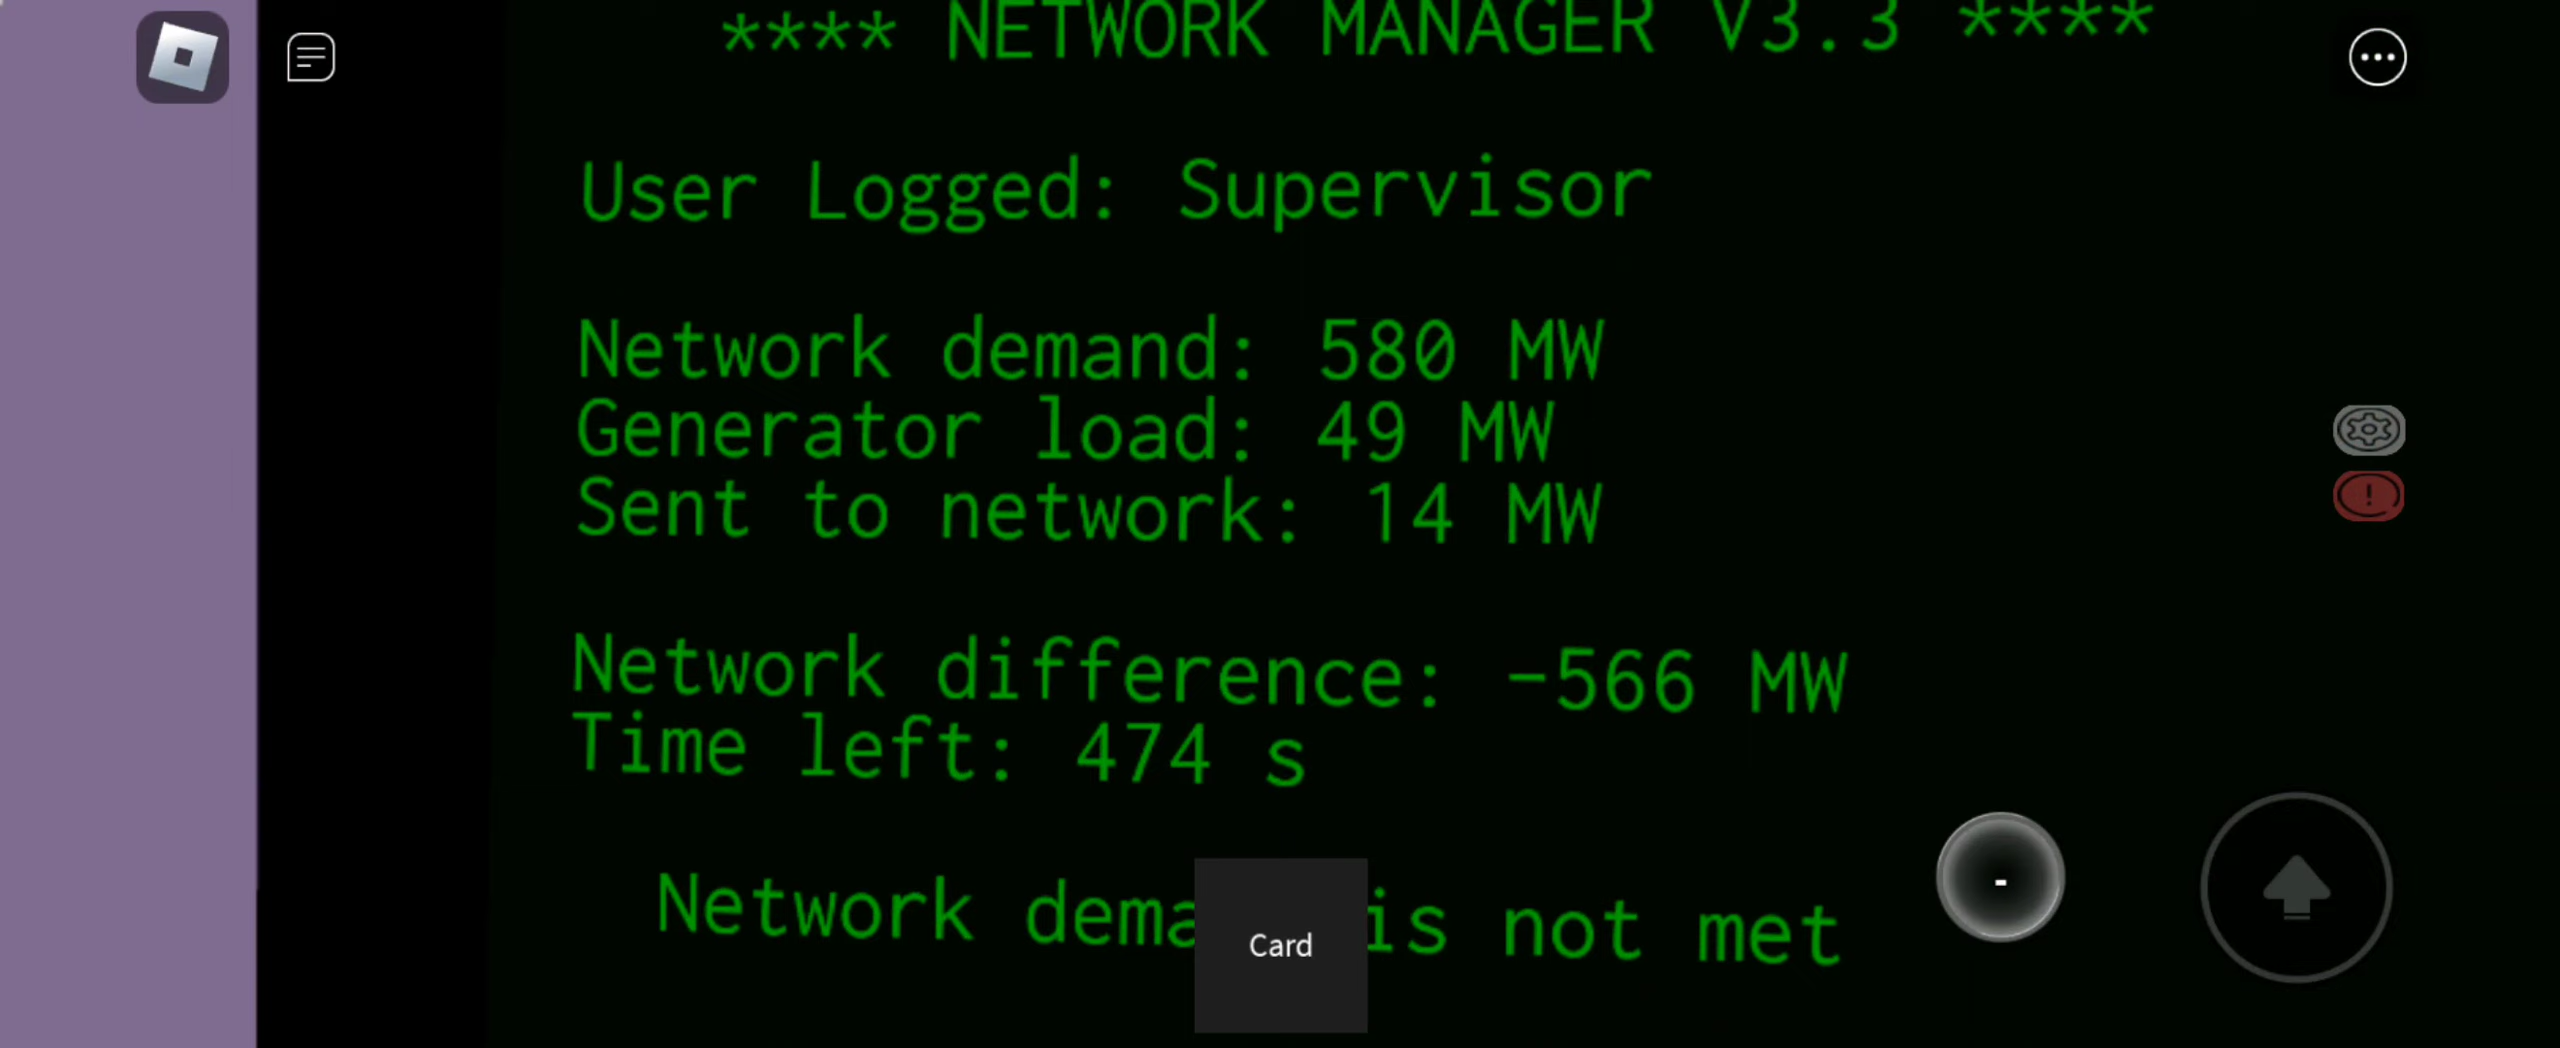 **** NETWORK MANAGER V3.3 ****
User Logged: Supervisor
Network demand: 580 MW
Generator load: 49 MW
Sent to network: 14 MW
Network difference: -566 MW
Time left: 474 s
Network dema is not met
Card
-